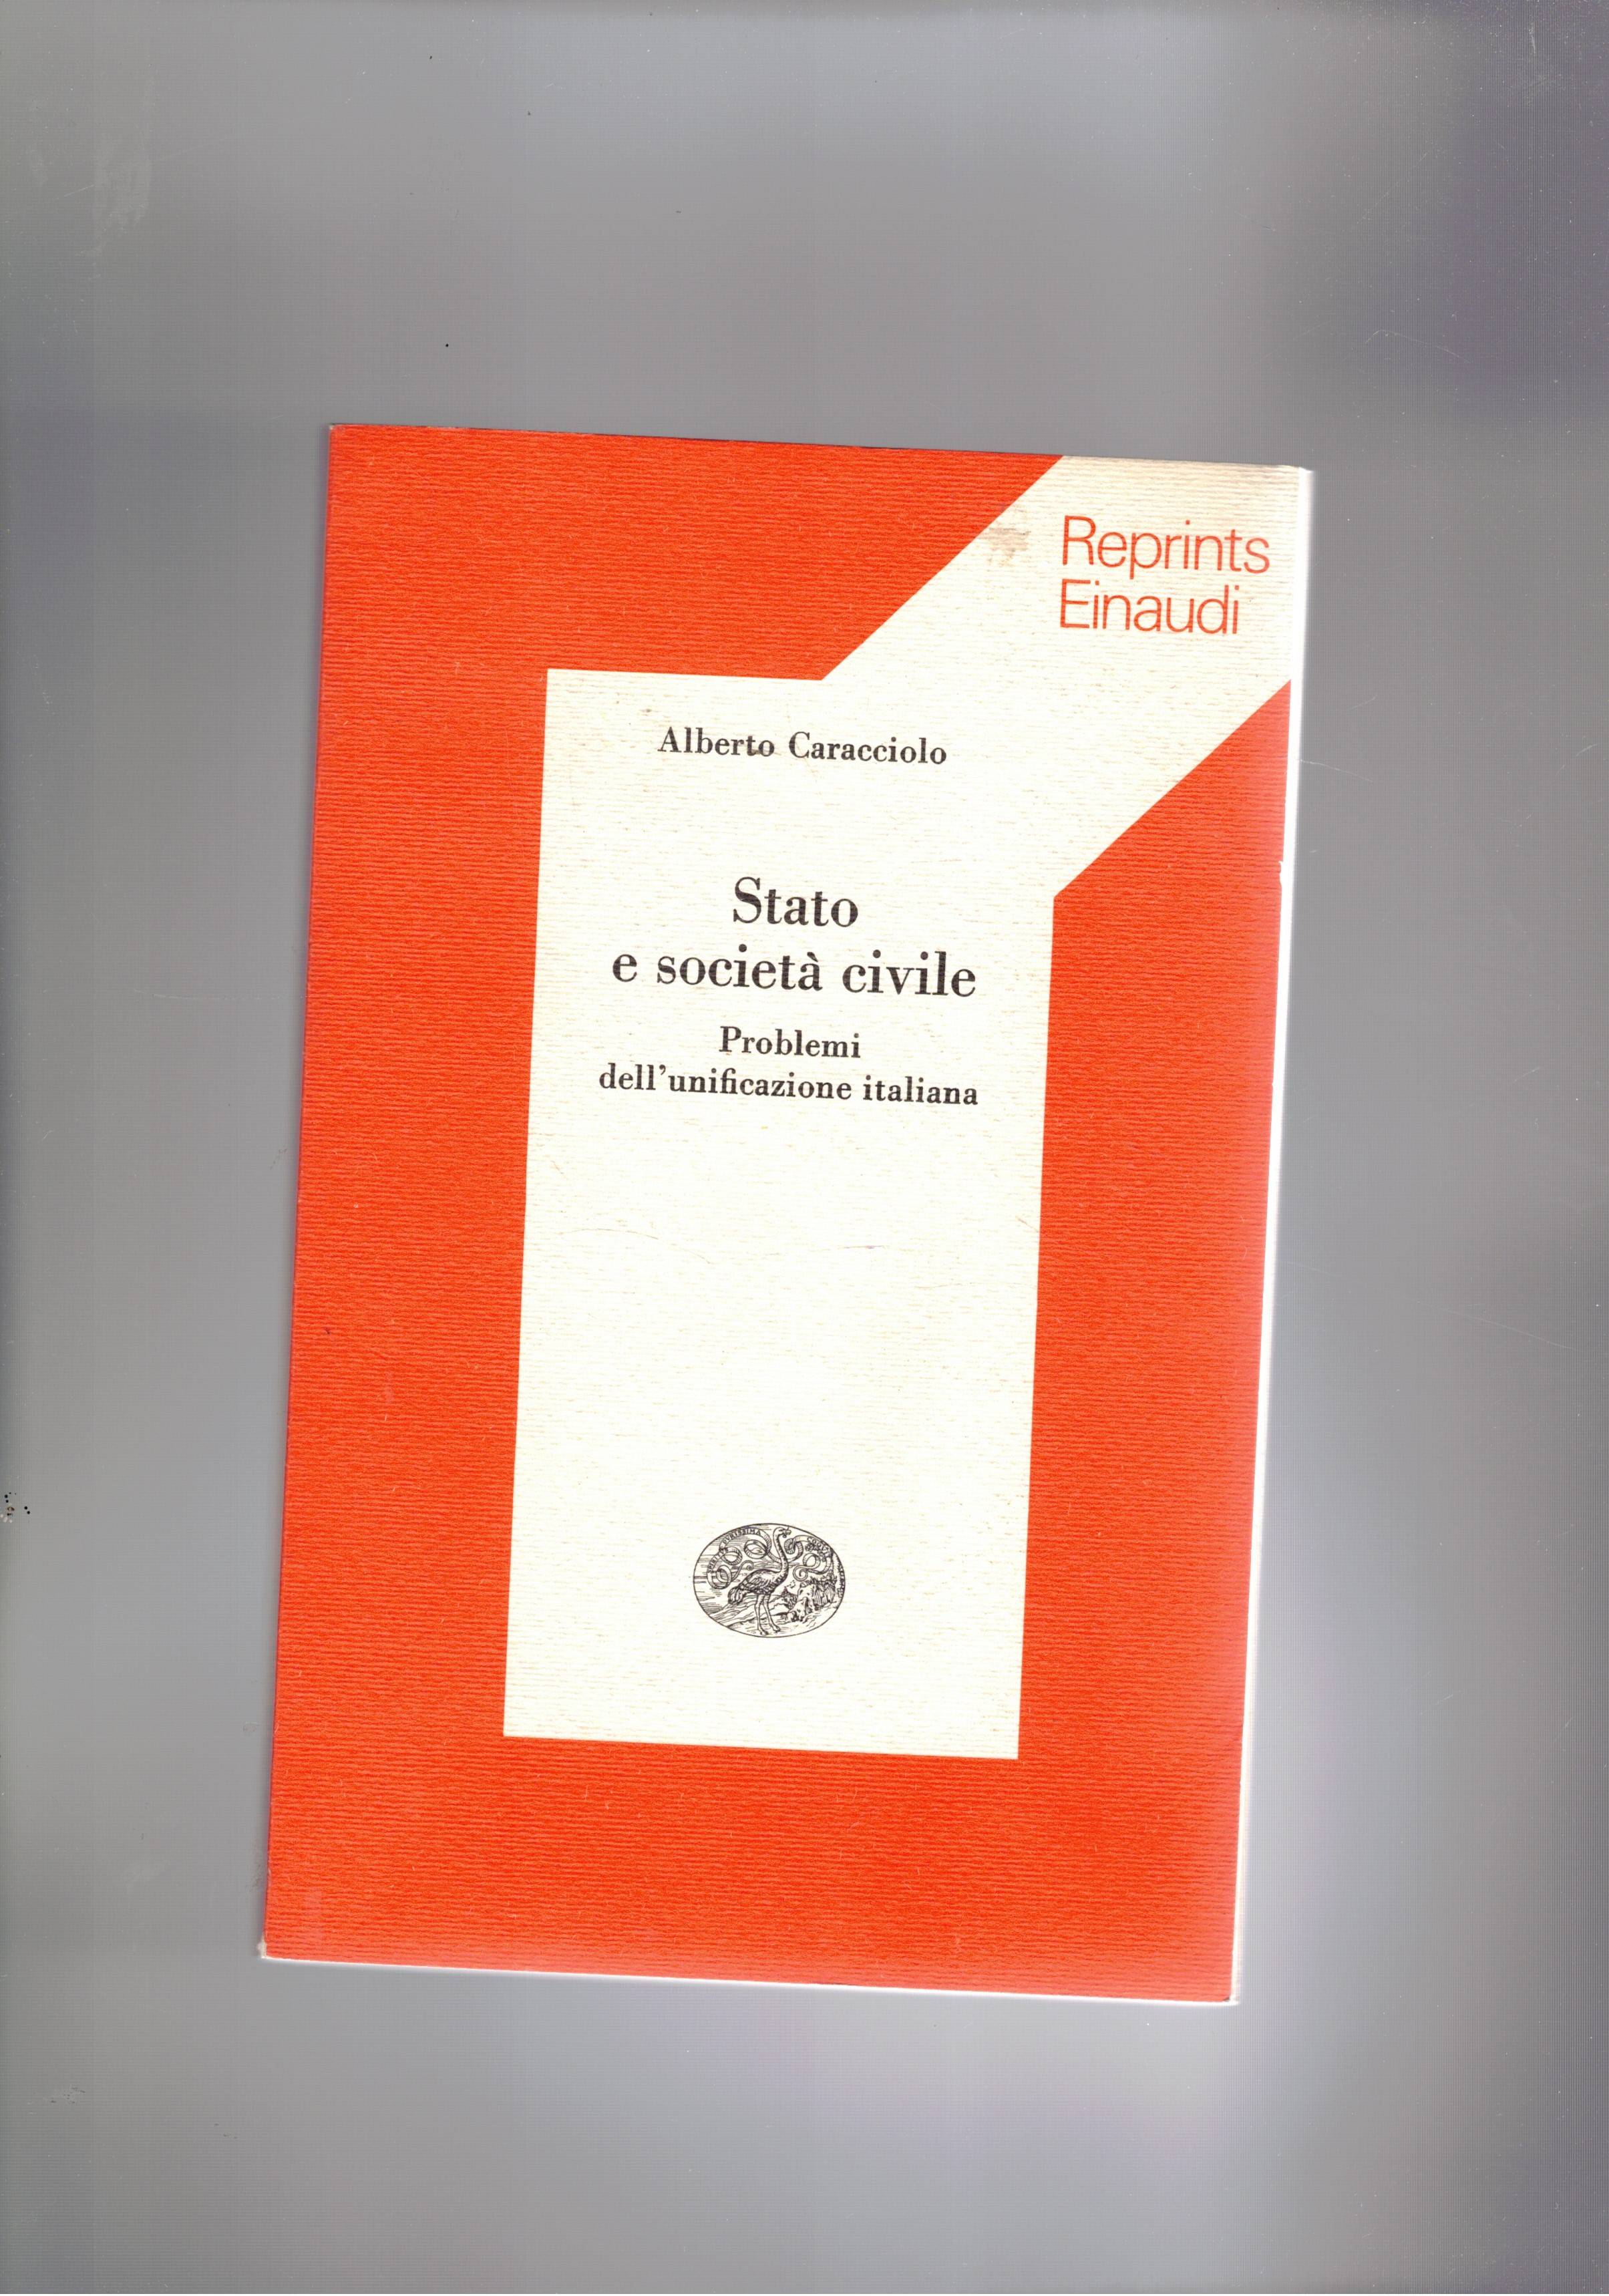 Reprints
Einaudi
Alberto Caracciolo
Stato
e società civile
Problemi
dell'unificazione italiana